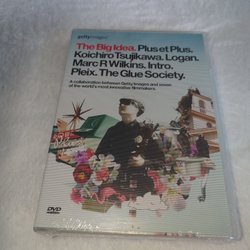 gettyimages
The Big Idea. Plus et Plus.
Koichiro Tsujikawa. Logan.
Marc R Wilkins. Intro.
Pleix. The Glue Society.
A collaboration between Getty Images and seven
of the world's most innovative filmmakers.
DVD